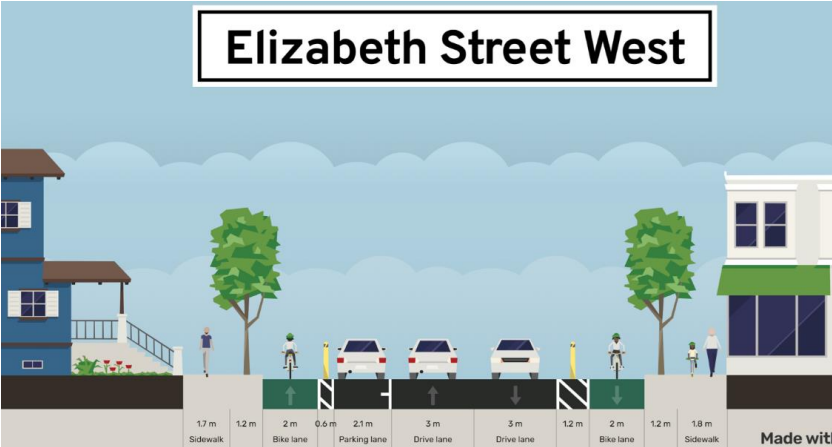 Elizabeth Street West
1.7 m 1.2 m 2 m 0.6 m 2.1 m 3 m 3 m 1.2 m 2 m 1.2 m 1.8 m
Sidewalk Bike lane Parking lane Drive lane Drive lane Bike lane Sidewalk
Made with